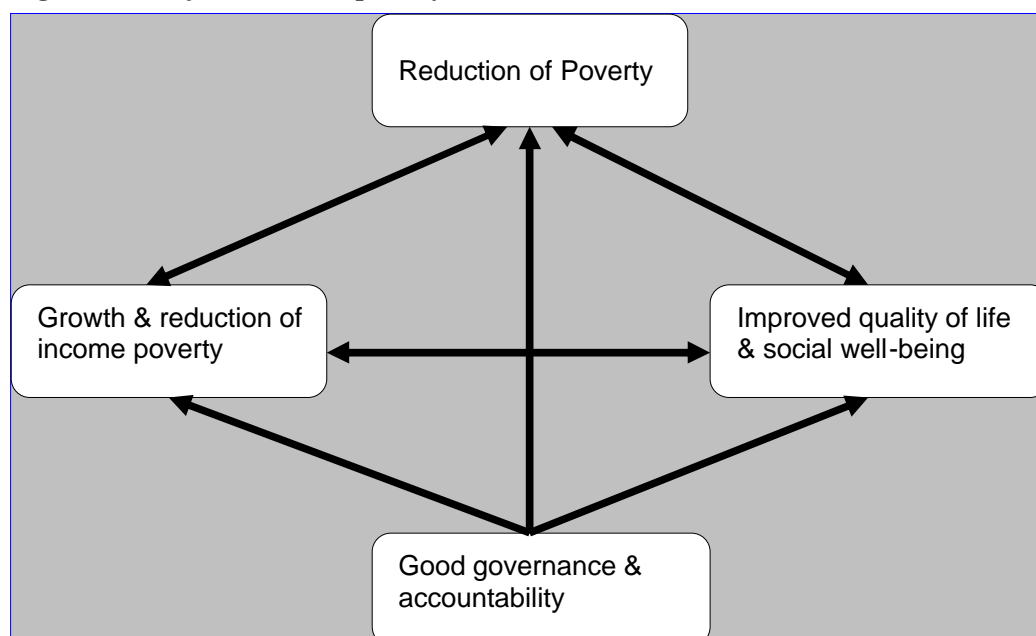 Reduction of Poverty
Growth & reduction of
income poverty
Improved quality of life
& social well-being
Good governance &
accountability